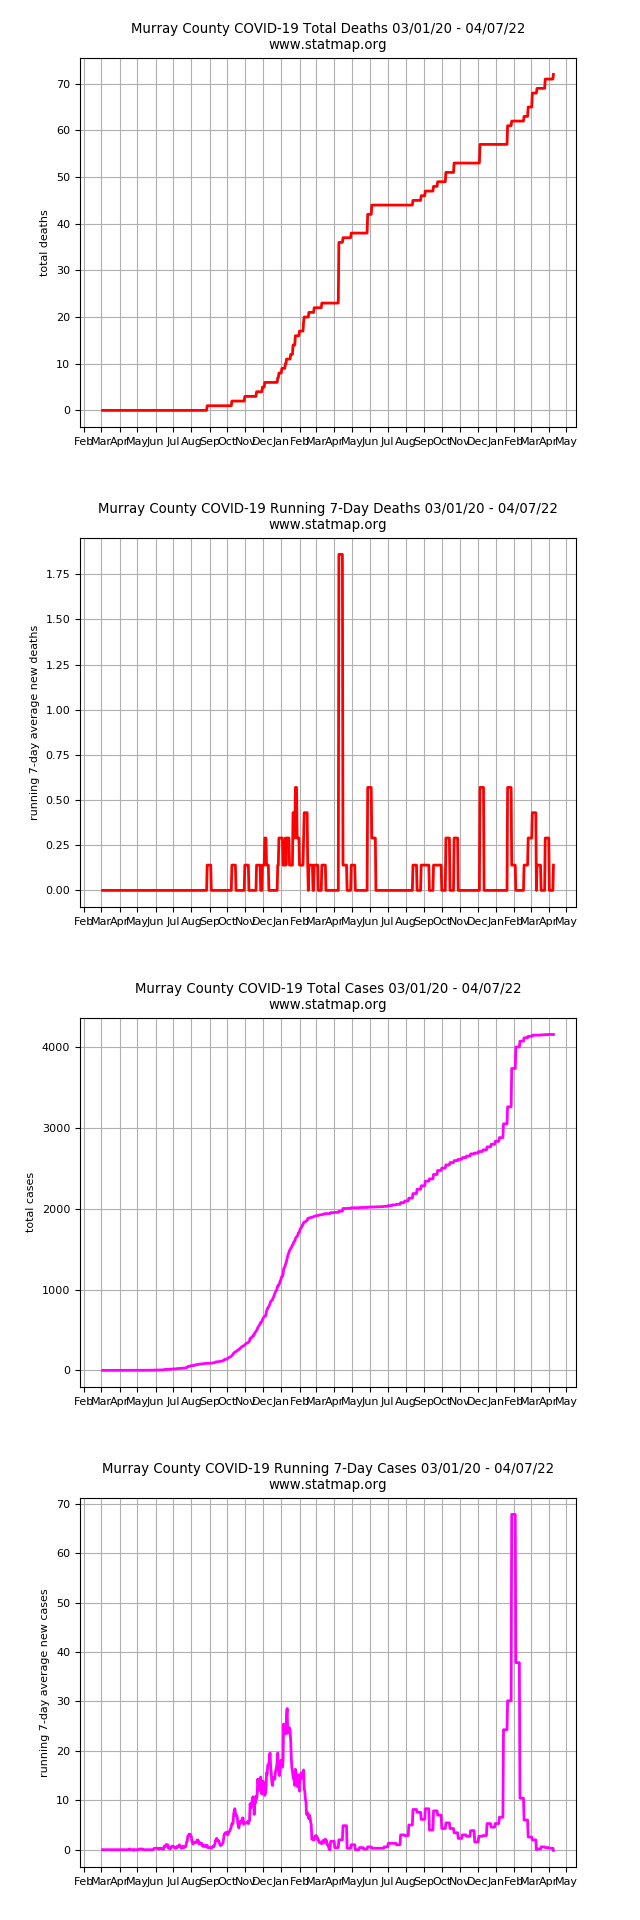 Murray County COVID-19 Total Deaths 03/01/20 - 04/07/22
www.statmap.org
70
60
50
40
30
20
10
0
total deaths
Feb Mar Apr May Jun Jul Aug Sep Oct Nov Dec Jan Feb Mar Apr May Jun Jul Aug Sep Oct Nov Dec Jan Feb Mar Apr May
Murray County COVID-19 Running 7-Day Deaths 03/01/20 - 04/07/22
www.statmap.org
1.75
1.50
1.25
1.00
0.75
0.50
0.25
0.00
running 7-day average new deaths
Feb Mar Apr May Jun Jul Aug Sep Oct Nov Dec Jan Feb Mar Apr May Jun Jul Aug Sep Oct Nov Dec Jan Feb Mar Apr May
Murray County COVID-19 Total Cases 03/01/20 - 04/07/22
www.statmap.org
4000
3000
2000
1000
0
total cases
Feb Mar Apr May Jun Jul Aug Sep Oct Nov Dec Jan Feb Mar Apr May Jun Jul Aug Sep Oct Nov Dec Jan Feb Mar Apr May
Murray County COVID-19 Running 7-Day Cases 03/01/20 - 04/07/22
www.statmap.org
70
60
50
40
30
20
10
0
running 7-day average new cases
Feb Mar Apr May Jun Jul Aug Sep Oct Nov Dec Jan Feb Mar Apr May Jun Jul Aug Sep Oct Nov Dec Jan Feb Mar Apr May